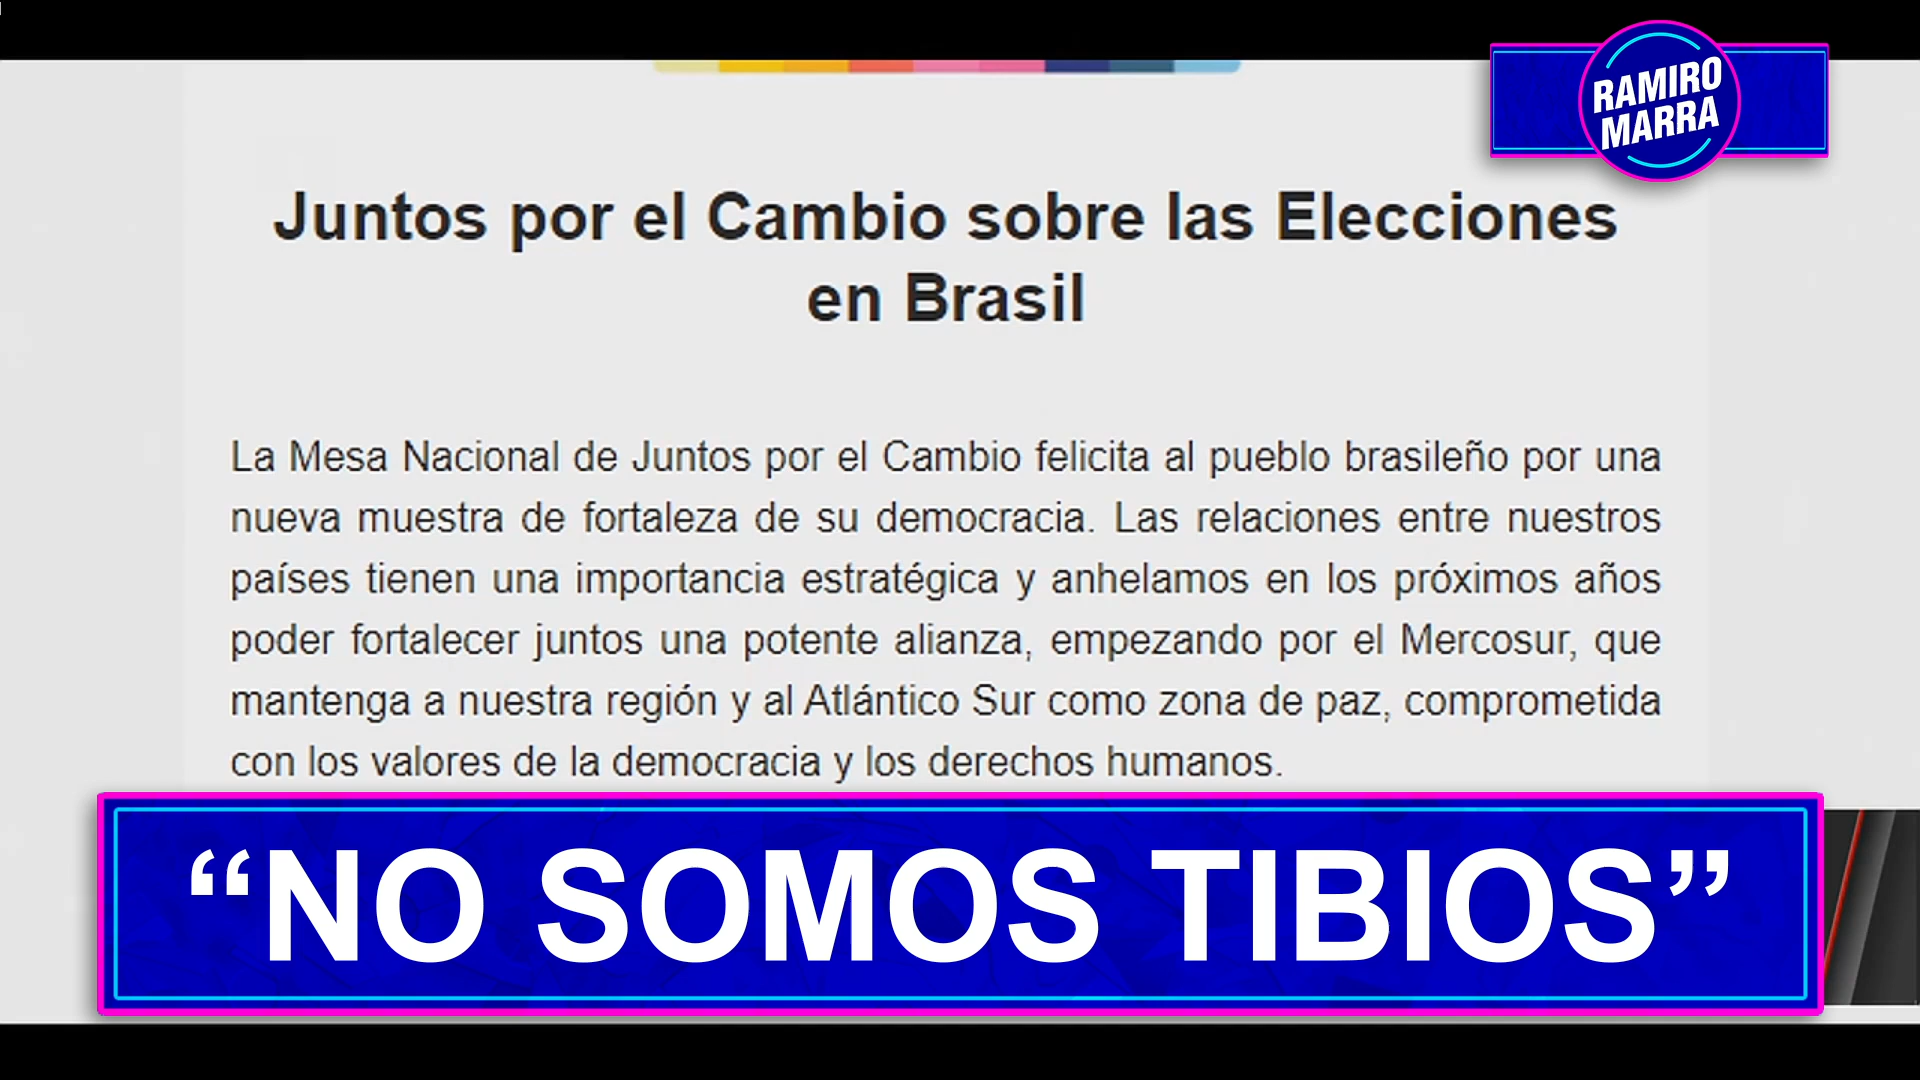 RAMIRO
MARRA
Juntos por el Cambio sobre las Elecciones
en Brasil
La Mesa Nacional de Juntos por el Cambio felicita al pueblo brasileño por una
nueva muestra de fortaleza de su democracia. Las relaciones entre nuestros
países tienen una importancia estratégica y anhelamos en los próximos años
poder fortalecer juntos una potente alianza, empezando por el Mercosur, que
mantenga a nuestra región y al Atlántico Sur como zona de paz, comprometida
con los valores de la democracia y los derechos humanos.
“NO SOMOS TIBIOS”